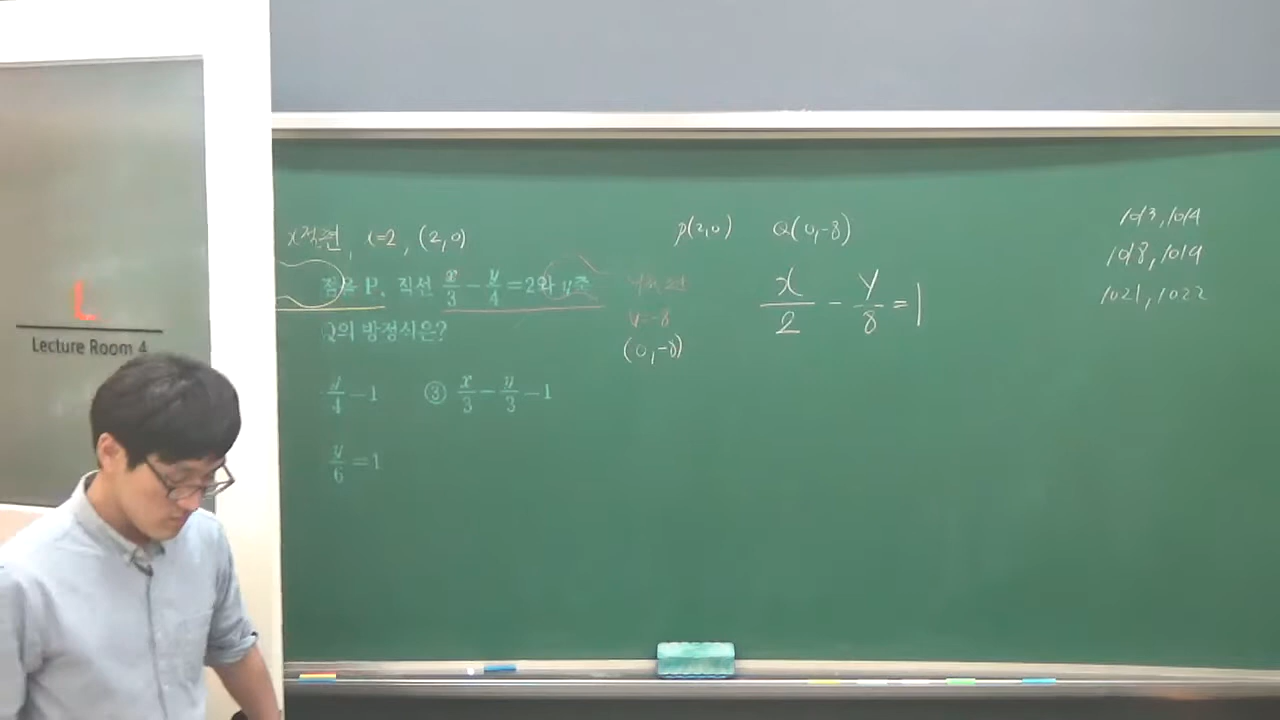 L
Lecture Room 4
x절편, x=2, (2,0)
점을 P, 직선 x/3 - y/4 = 2와 y축
Q의 방정식은?
y/4 - 1
③ x/3 - y/3 - 1
y/6 = 1
y=-8
(0,-8)
P(2,0) Q(0,-8)
x/2 - y/8 = 1
1013, 1014
1018, 1019
1021, 1022